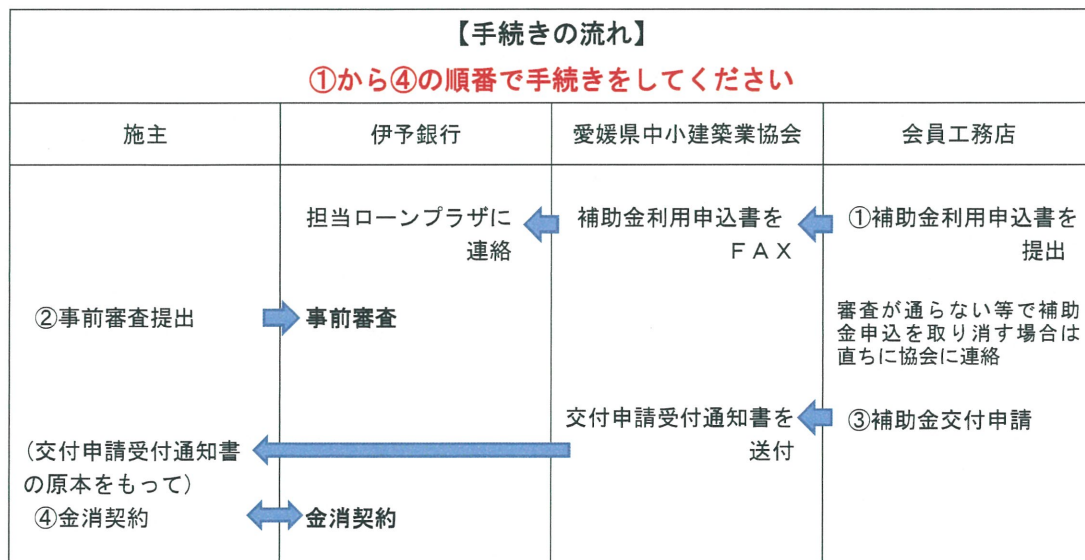 【手続きの流れ】
①から④の順番で手続きをしてください
施主
伊予銀行
愛媛県中小建築業協会
会員工務店
担当ローンプラザに
連絡
補助金利用申込書を
ＦＡＸ
①補助金利用申込書を
提出
②事前審査提出
事前審査
審査が通らない等で補助
金申込を取り消す場合は
直ちに協会に連絡
交付申請受付通知書を
送付
③補助金交付申請
(交付申請受付通知書
の原本をもって)
④金消契約
金消契約